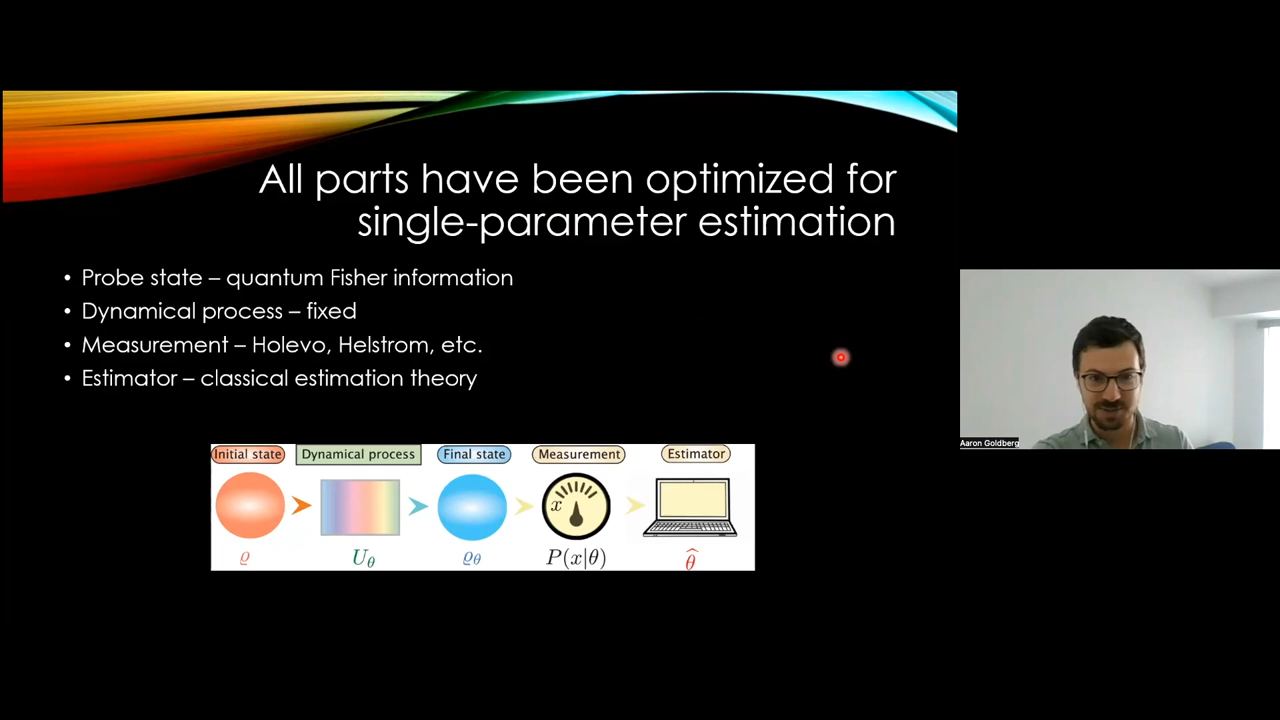 All parts have been optimized for
single-parameter estimation
• Probe state – quantum Fisher information
• Dynamical process – fixed
• Measurement – Holevo, Helstrom, etc.
• Estimator – classical estimation theory
Initial state Dynamical process Final state Measurement Estimator
x
ϱ U_θ ϱ_θ P(x|θ) θ̂
Aaron Goldberg